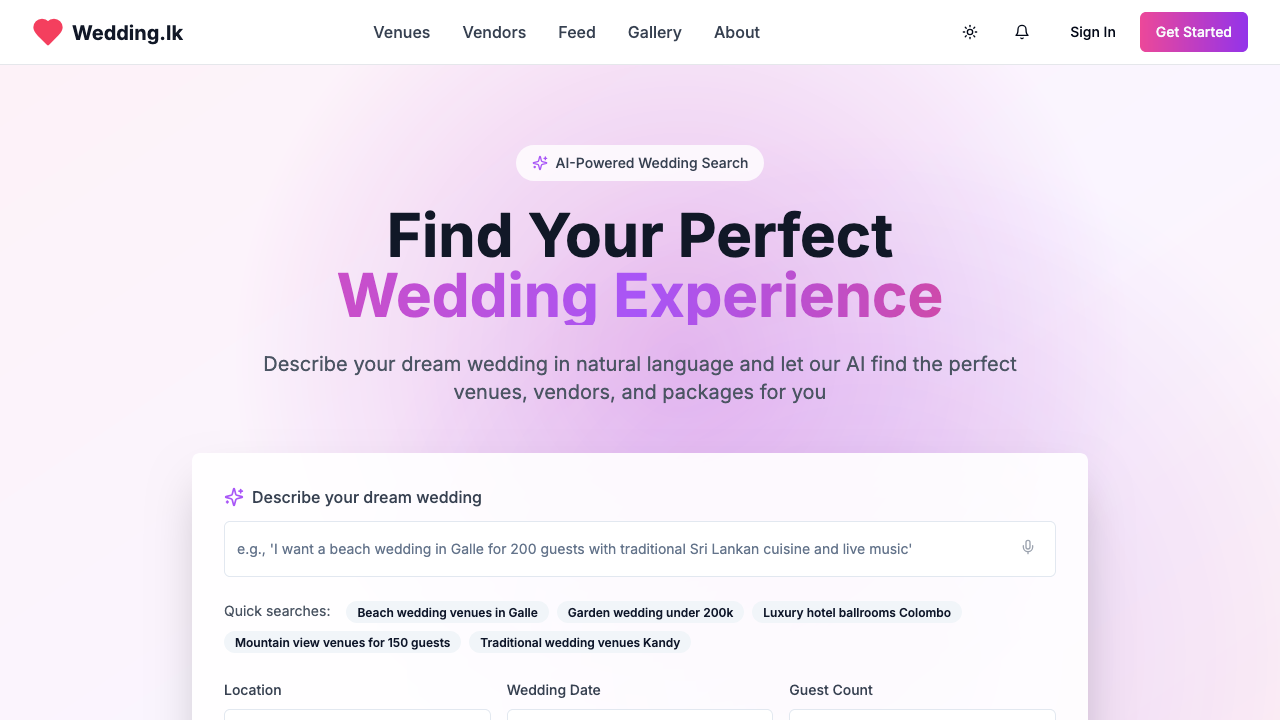 Wedding.lk
Venues
Vendors
Feed
Gallery
About
Sign In
Get Started
AI-Powered Wedding Search
Find Your Perfect
Wedding Experience
Describe your dream wedding in natural language and let our AI find the perfect
venues, vendors, and packages for you
Describe your dream wedding
e.g., 'I want a beach wedding in Galle for 200 guests with traditional Sri Lankan cuisine and live music'
Quick searches:
Beach wedding venues in Galle
Garden wedding under 200k
Luxury hotel ballrooms Colombo
Mountain view venues for 150 guests
Traditional wedding venues Kandy
Location
Wedding Date
Guest Count